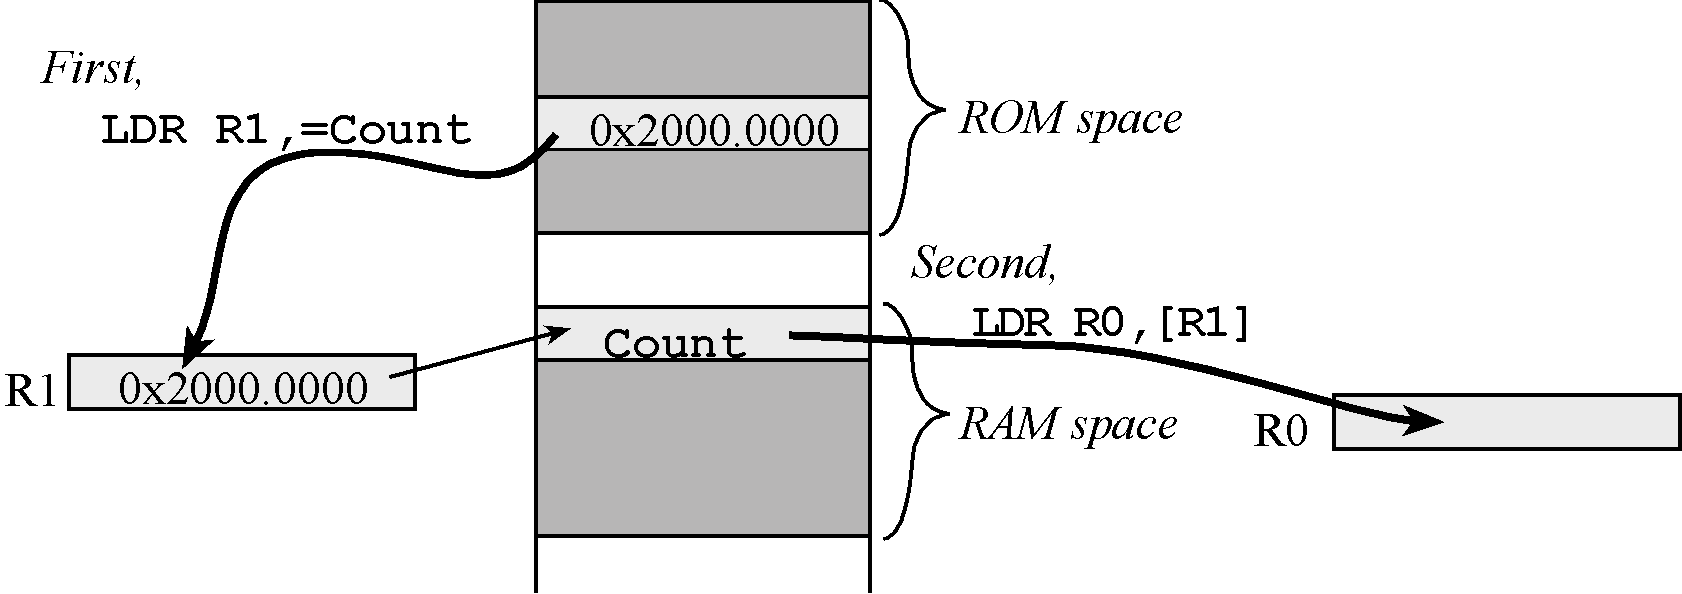 First,
LDR R1,=Count
0x2000.0000
ROM space
Second,
LDR R0,[R1]
Count
R1
0x2000.0000
RAM space
R0